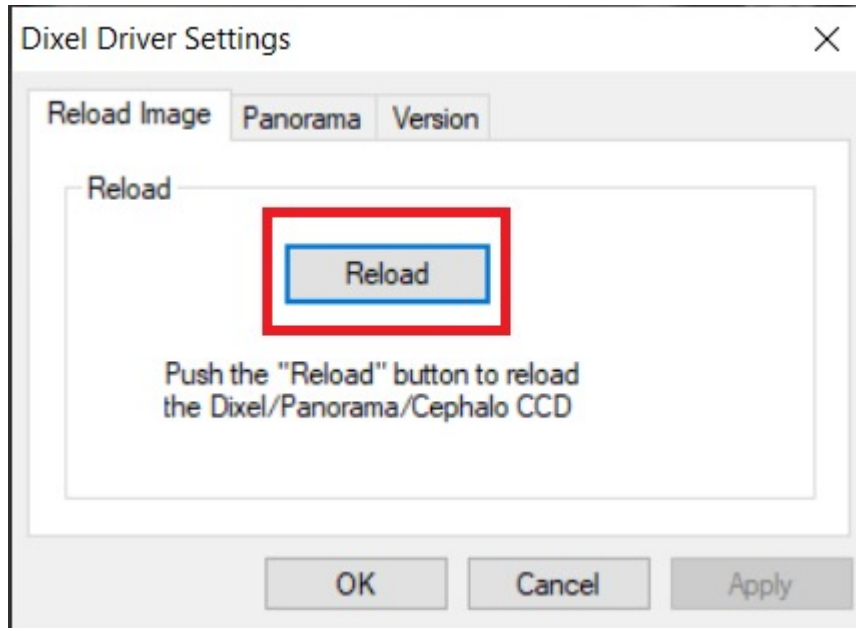 Dixel Driver Settings
Reload Image Panorama Version
Reload
Reload
Push the "Reload" button to reload
the Dixel/Panorama/Cephalo CCD
OK Cancel Apply